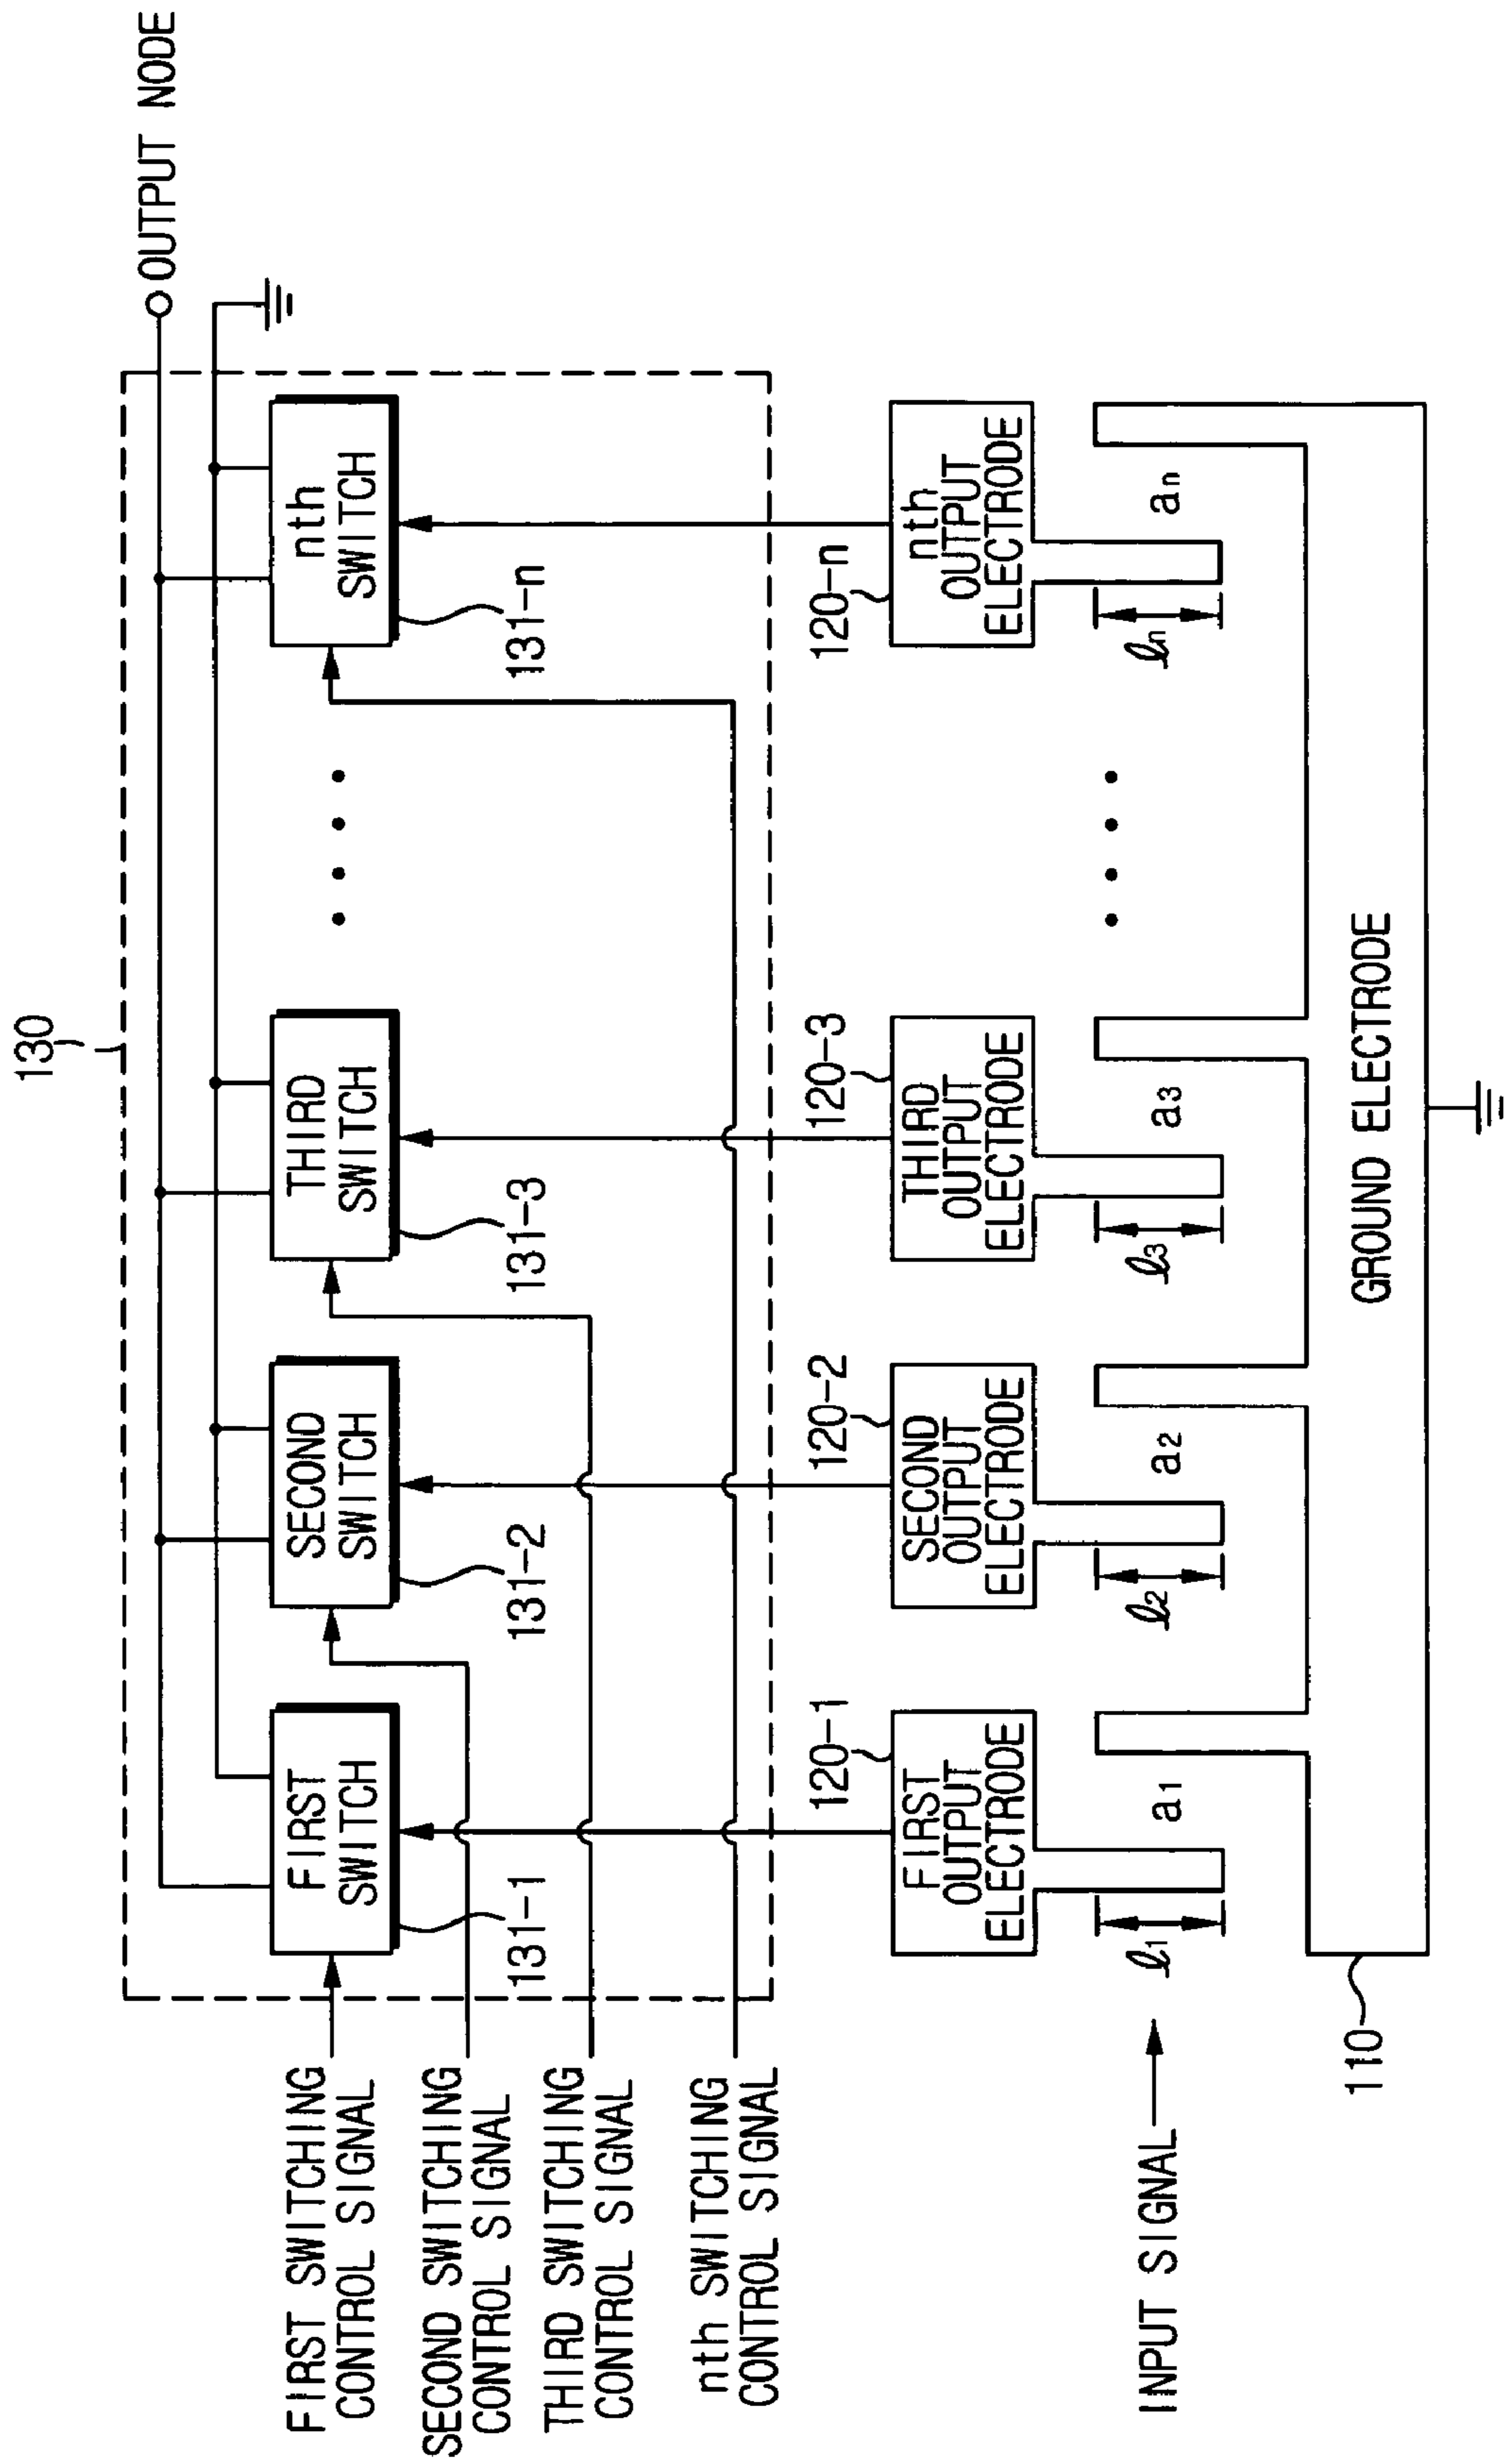 130
OUTPUT NODE
FIRST SWITCHING
CONTROL SIGNAL
SECOND SWITCHING
CONTROL SIGNAL
THIRD SWITCHING
CONTROL SIGNAL
nth SWITCHING
CONTROL SIGNAL
FIRST
SWITCH
131-1
SECOND
SWITCH
131-2
THIRD
SWITCH
131-3
nth
SWITCH
131-n
120-1
FIRST
OUTPUT
ELECTRODE
120-2
SECOND
OUTPUT
ELECTRODE
120-3
THIRD
OUTPUT
ELECTRODE
120-n
nth
OUTPUT
ELECTRODE
INPUT SIGNAL
ℓ1
a1
ℓ2
a2
ℓ3
a3
ℓn
an
110
GROUND ELECTRODE